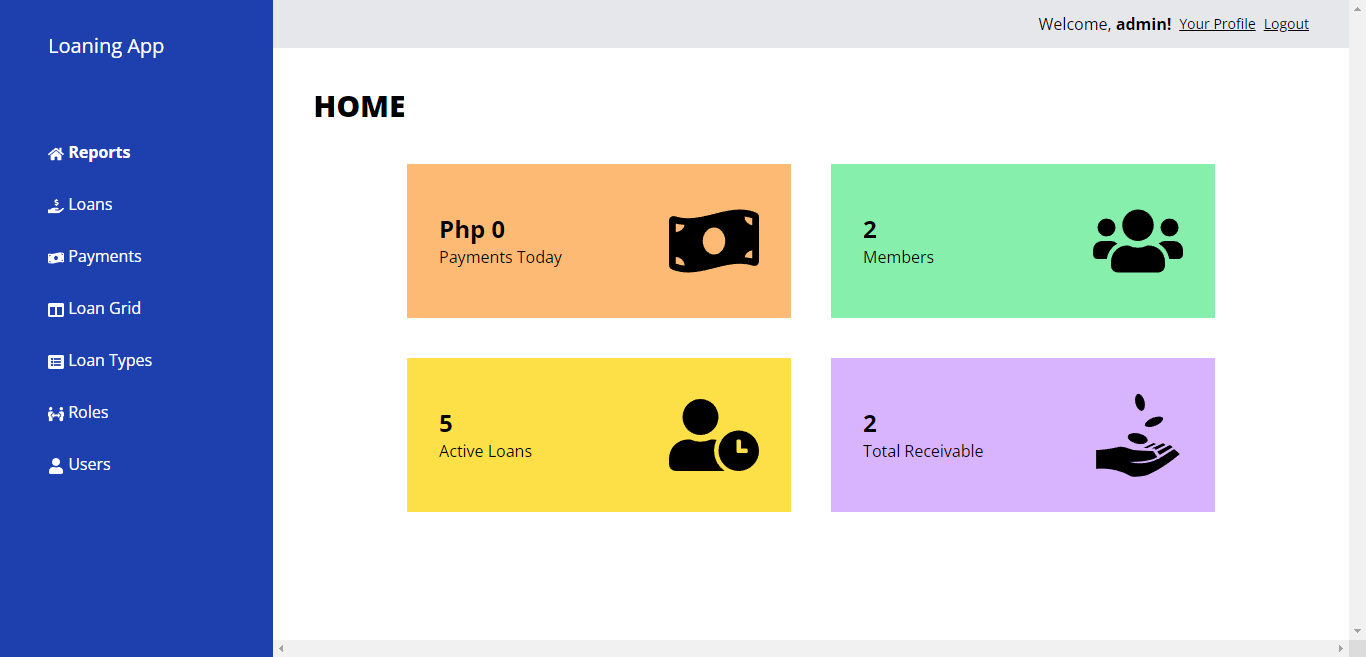 Loaning App
Welcome, admin! Your Profile Logout
Reports
Loans
Payments
Loan Grid
Loan Types
Roles
Users
HOME
Php 0
Payments Today
2
Members
5
Active Loans
2
Total Receivable